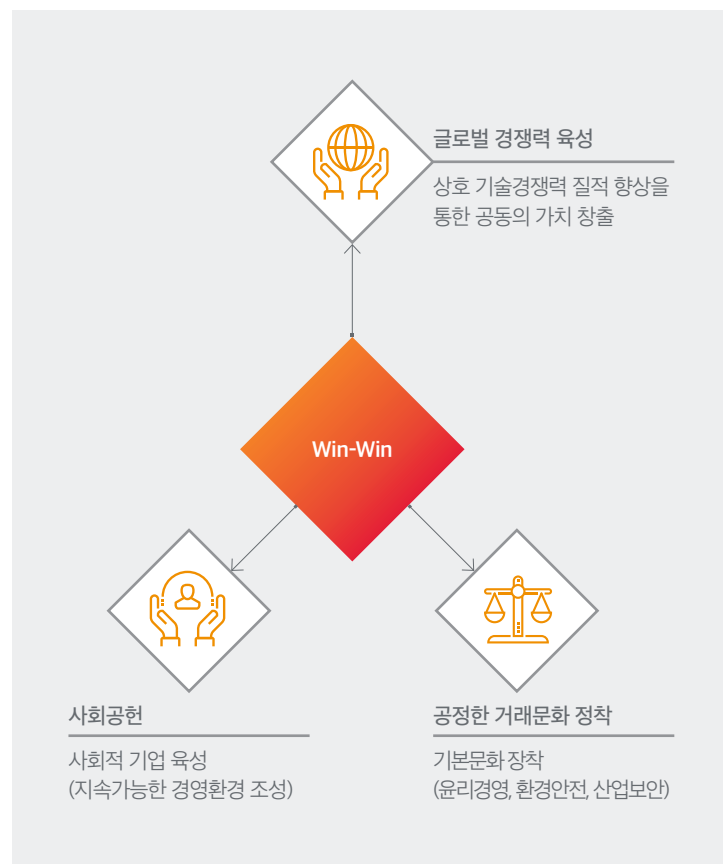 글로벌 경쟁력 육성
상호 기술경쟁력 질적 향상을
통한 공동의 가치 창출
Win-Win
사회공헌
사회적 기업 육성
(지속가능한 경영환경 조성)
공정한 거래문화 정착
기본문화 장착
(윤리경영, 환경안전, 산업보안)